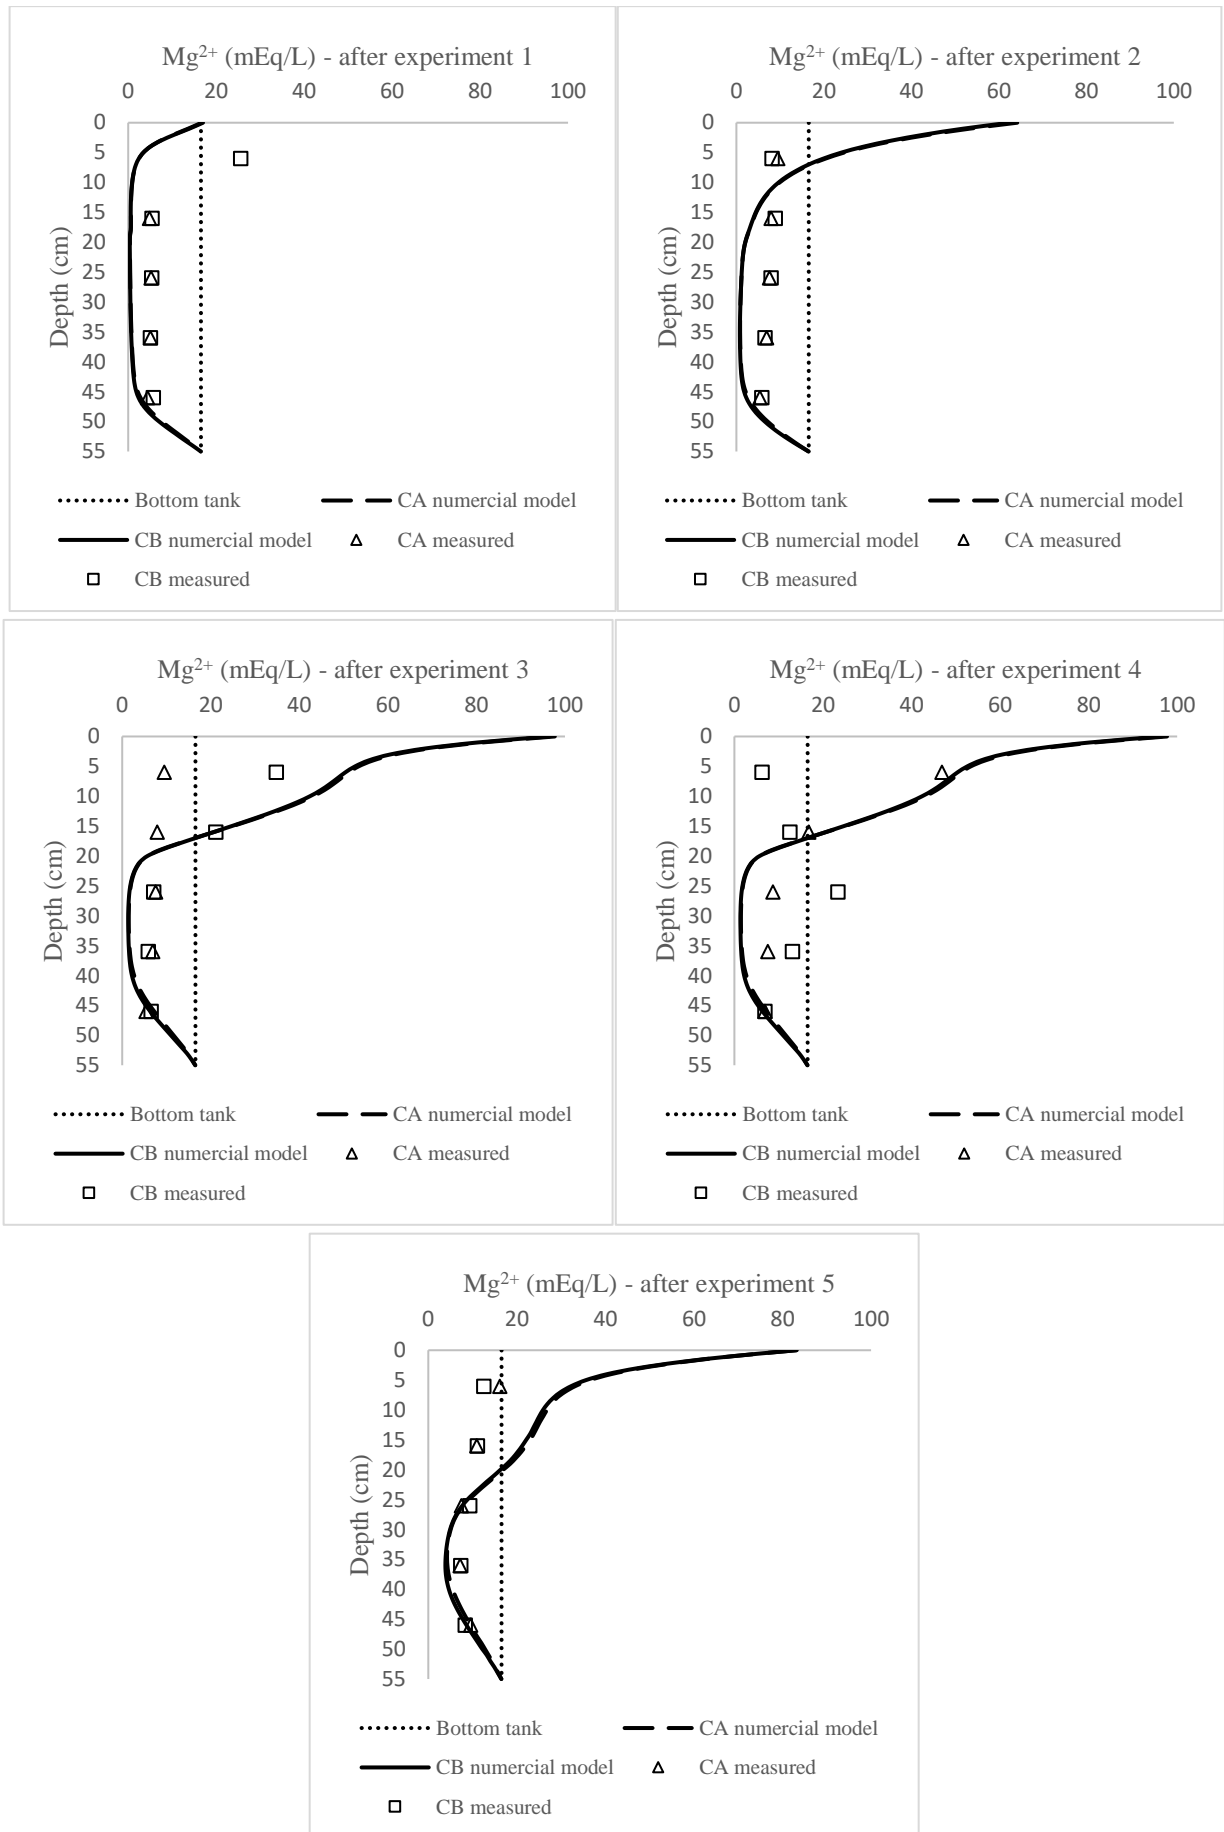 Mg2+ (mEq/L) - after experiment 1
0 20 40 60 80 100
0
5
10
15
20
25
30
35
40
45
50
55
Depth (cm)
Bottom tank CA numercial model
CB numercial model CA measured
CB measured
Mg2+ (mEq/L) - after experiment 2
0 20 40 60 80 100
0
5
10
15
20
25
30
35
40
45
50
55
Depth (cm)
Bottom tank CA numercial model
CB numercial model CA measured
CB measured
Mg2+ (mEq/L) - after experiment 3
0 20 40 60 80 100
0
5
10
15
20
25
30
35
40
45
50
55
Depth (cm)
Bottom tank CA numercial model
CB numercial model CA measured
CB measured
Mg2+ (mEq/L) - after experiment 4
0 20 40 60 80 100
0
5
10
15
20
25
30
35
40
45
50
55
Depth (cm)
Bottom tank CA numercial model
CB numercial model CA measured
CB measured
Mg2+ (mEq/L) - after experiment 5
0 20 40 60 80 100
0
5
10
15
20
25
30
35
40
45
50
55
Depth (cm)
Bottom tank CA numercial model
CB numercial model CA measured
CB measured